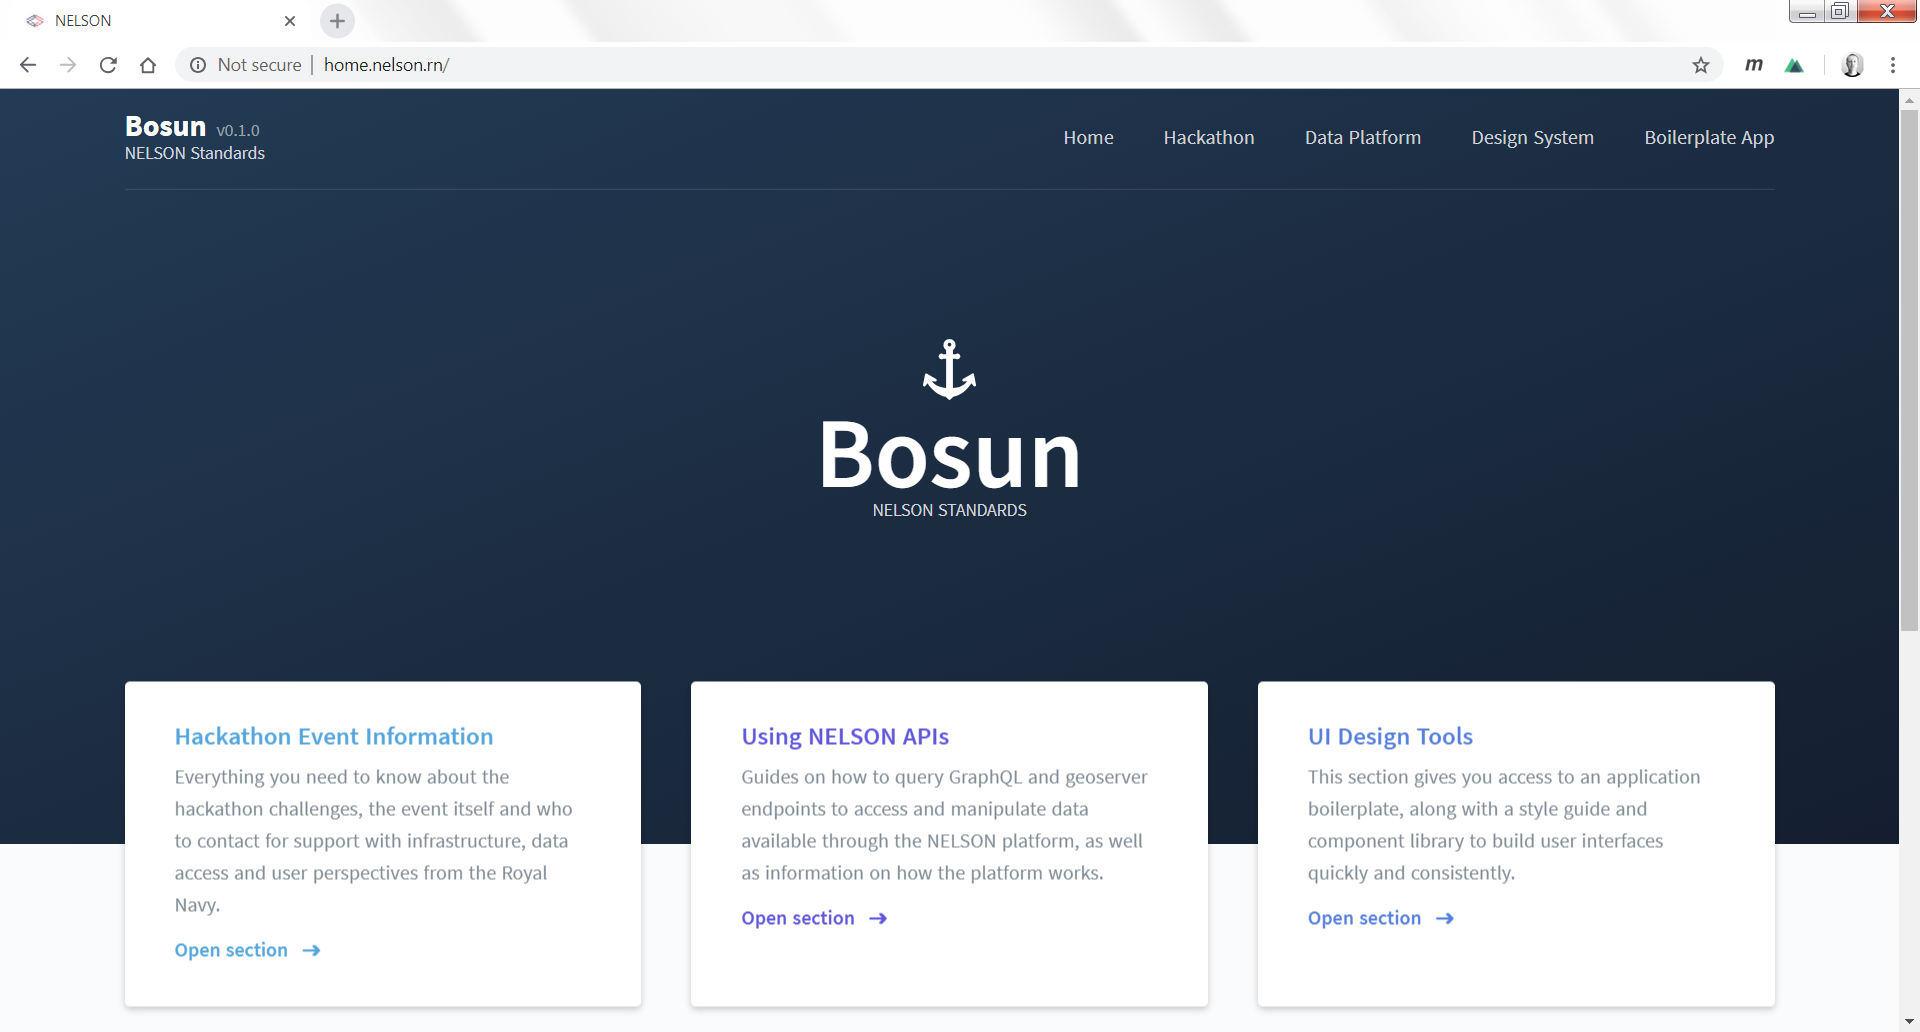 NELSON
Not secure
home.nelson.rn/
m
Bosun v0.1.0
NELSON Standards
Home
Hackathon
Data Platform
Design System
Boilerplate App
Bosun
NELSON STANDARDS
Hackathon Event Information
Everything you need to know about the
hackathon challenges, the event itself and who
to contact for support with infrastructure, data
access and user perspectives from the Royal
Navy.
Open section
Using NELSON APIs
Guides on how to query GraphQL and geoserver
endpoints to access and manipulate data
available through the NELSON platform, as well
as information on how the platform works.
Open section
UI Design Tools
This section gives you access to an application
boilerplate, along with a style guide and
component library to build user interfaces
quickly and consistently.
Open section